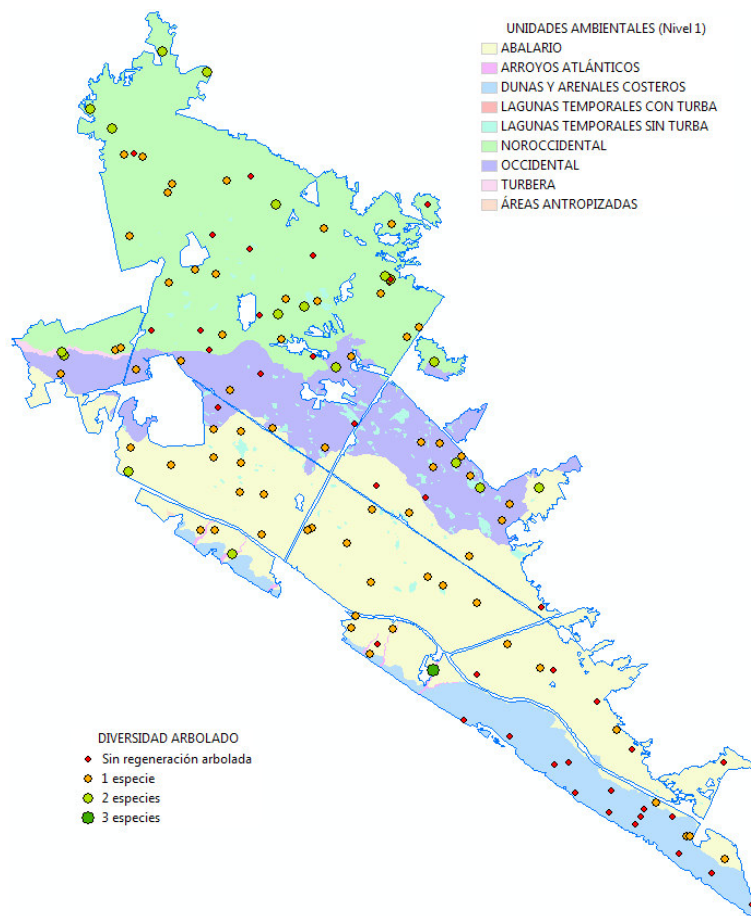 UNIDADES AMBIENTALES (Nivel 1)
ABALARIO
ARROYOS ATLÁNTICOS
DUNAS Y ARENALES COSTEROS
LAGUNAS TEMPORALES CON TURBA
LAGUNAS TEMPORALES SIN TURBA
NOROCCIDENTAL
OCCIDENTAL
TURBERA
ÁREAS ANTROPIZADAS
DIVERSIDAD ARBOLADO
Sin regeneración arbolada
1 especie
2 especies
3 especies